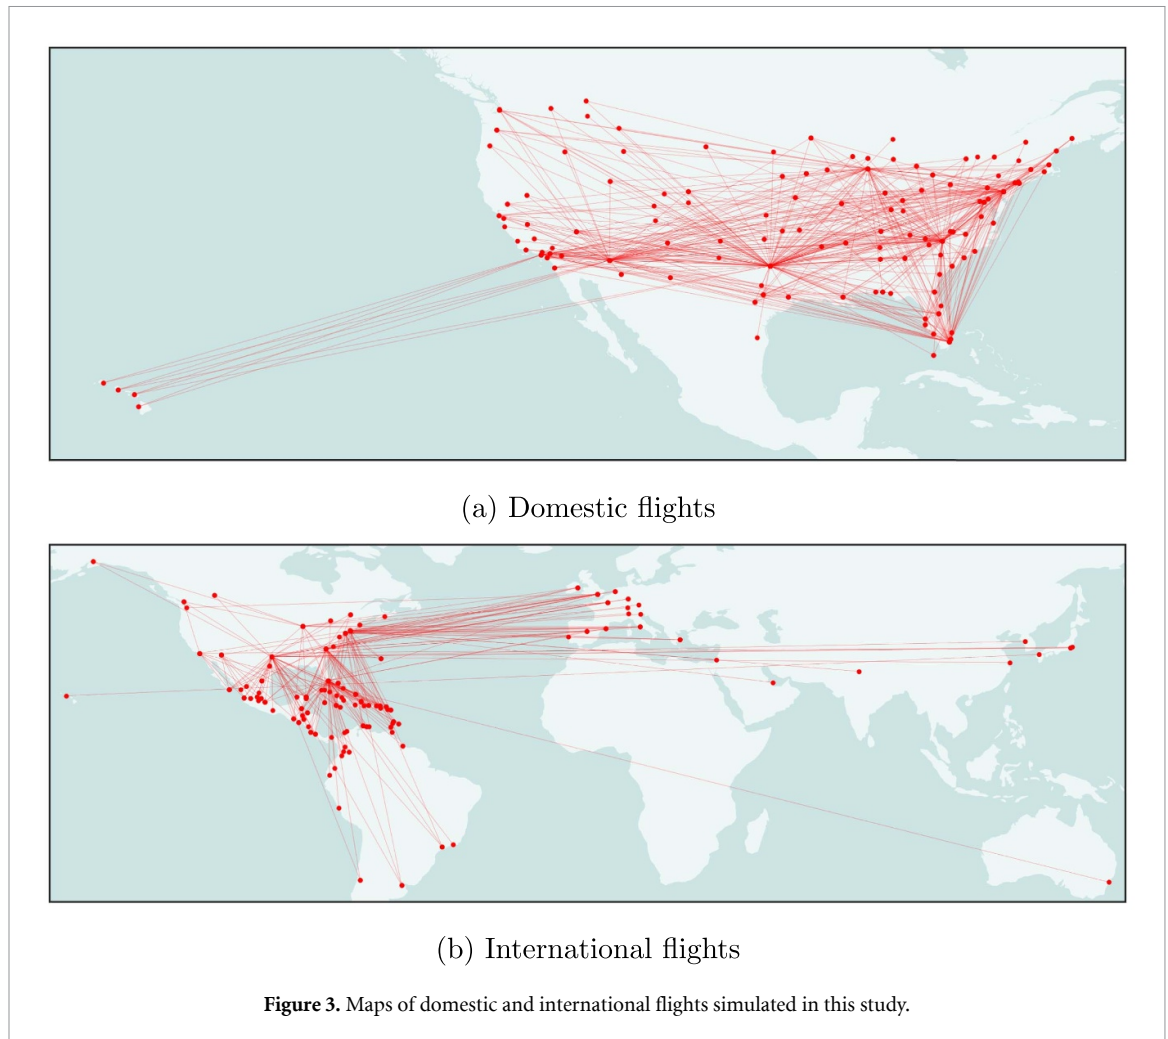 (a) Domestic flights
(b) International flights
Figure 3. Maps of domestic and international flights simulated in this study.